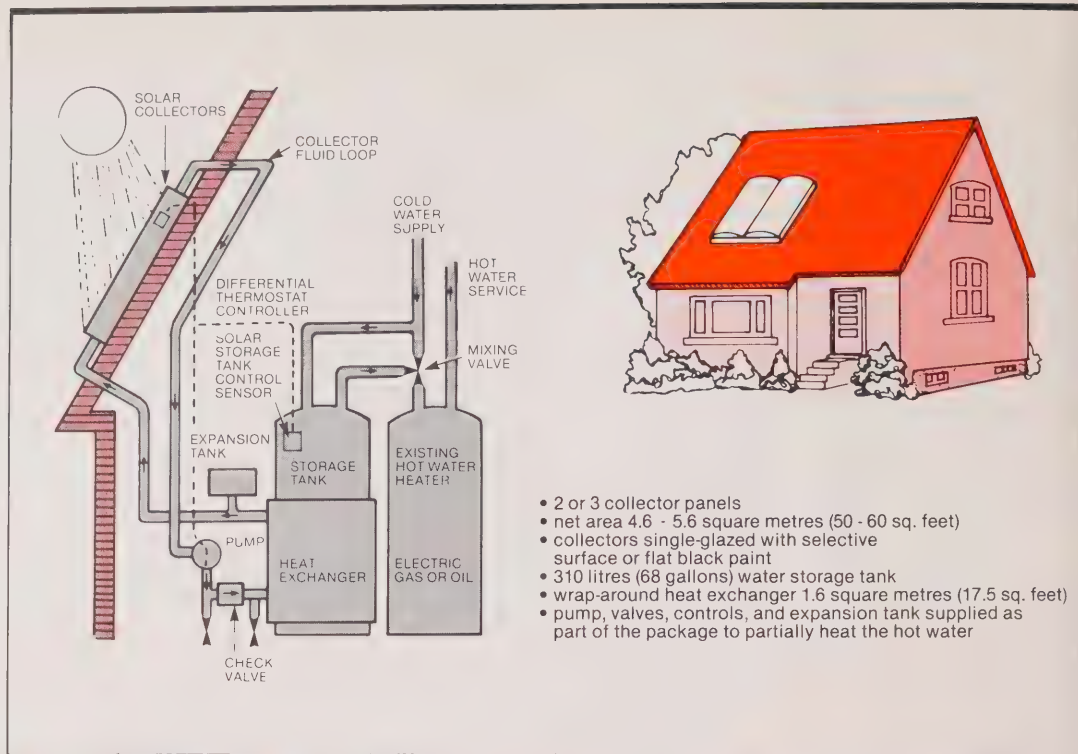 SOLAR
COLLECTORS
COLLECTOR
FLUID LOOP
COLD
WATER
SUPPLY
HOT
WATER
SERVICE
DIFFERENTIAL
THERMOSTAT
CONTROLLER
SOLAR
STORAGE
TANK
CONTROL
SENSOR
MIXING
VALVE
EXPANSION
TANK
STORAGE
TANK
EXISTING
HOT WATER
HEATER
PUMP
HEAT
EXCHANGER
ELECTRIC
GAS OR OIL
CHECK
VALVE
• 2 or 3 collector panels
• net area 4.6 - 5.6 square metres (50 - 60 sq. feet)
• collectors single-glazed with selective
surface or flat black paint
• 310 litres (68 gallons) water storage tank
• wrap-around heat exchanger 1.6 square metres (17.5 sq. feet)
• pump, valves, controls, and expansion tank supplied as
part of the package to partially heat the hot water